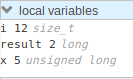 local variables
i 12 size_t
result 2 long
x 5 unsigned long